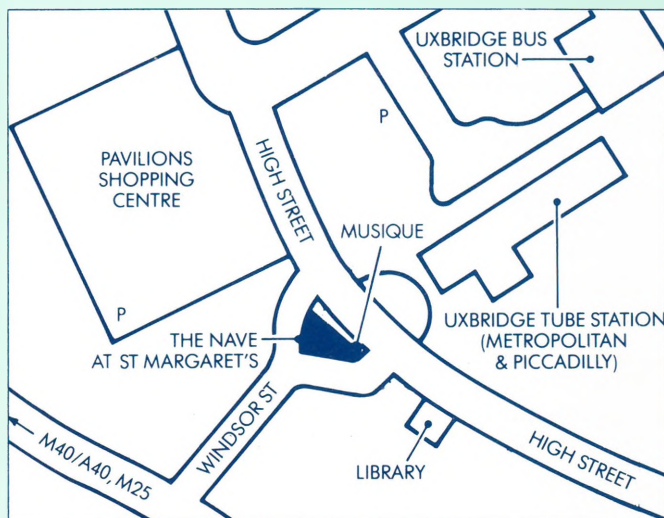 UXBRIDGE BUS
STATION
P
HIGH STREET
PAVILIONS
SHOPPING
CENTRE
MUSIQUE
P
THE NAVE
AT ST MARGARET'S
UXBRIDGE TUBE STATION
(METROPOLITAN
& PICCADILLY)
WINDSOR ST
M40/A40, M25
LIBRARY
HIGH STREET